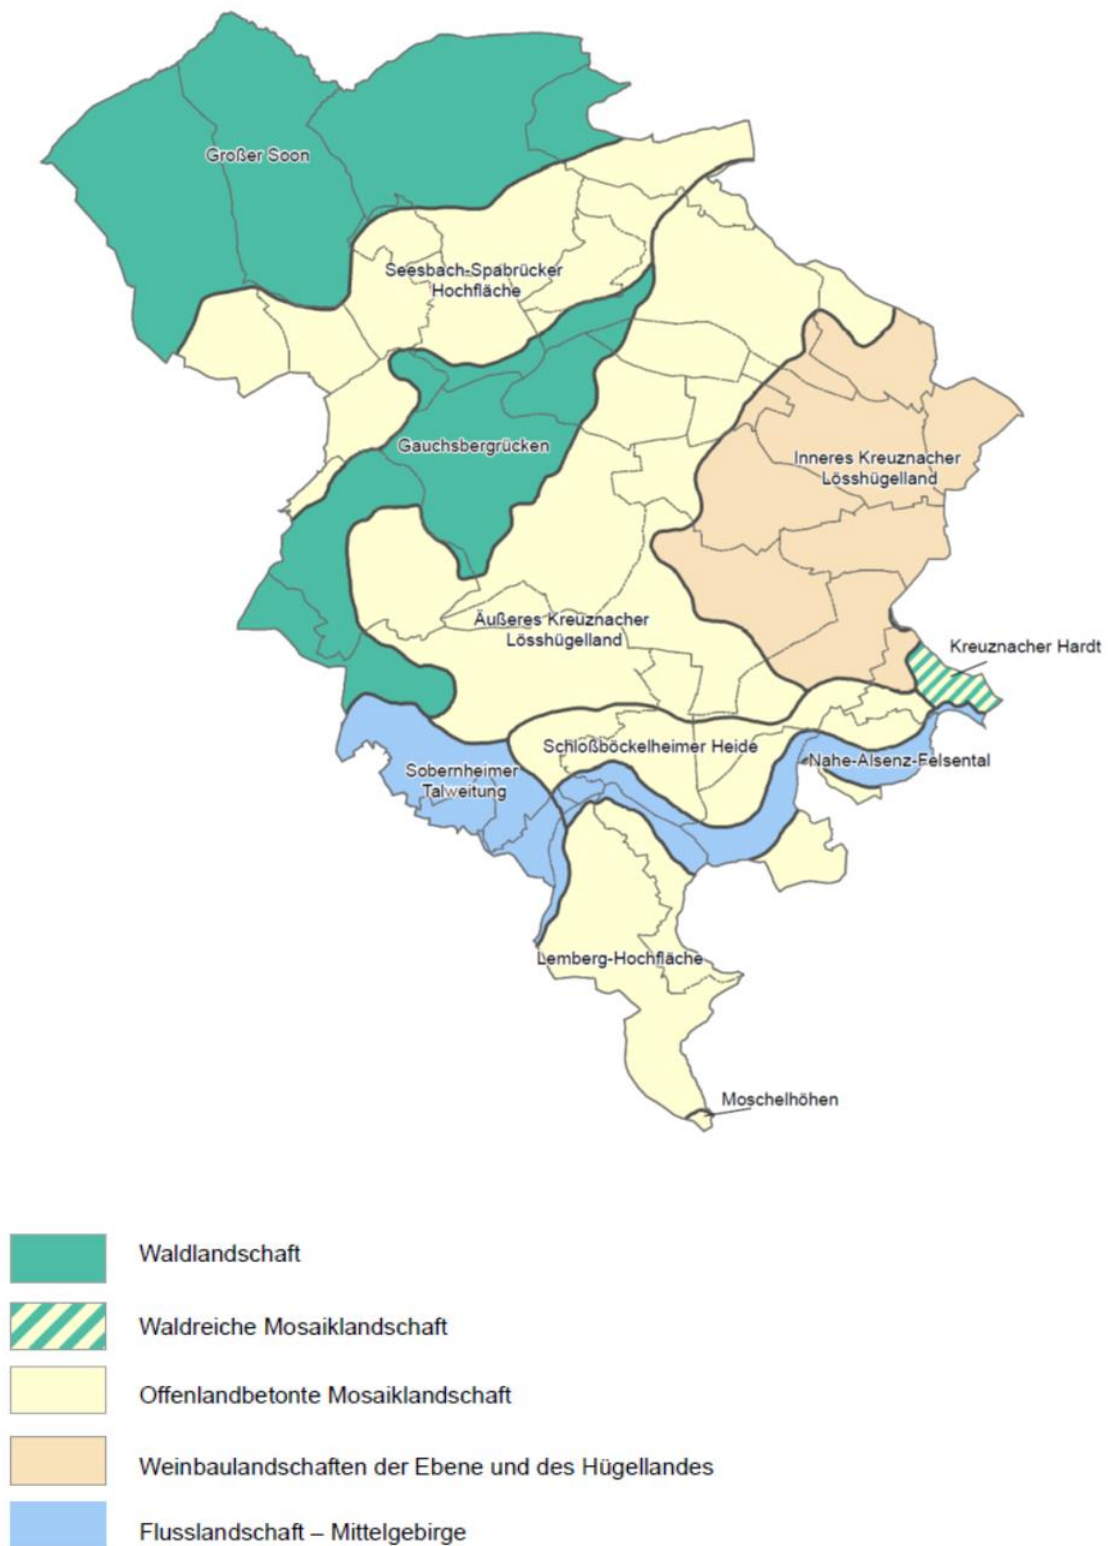 Großer Soon
Seesbach-Spabrücker
Hochfläche
Gauchsbergrücken
Inneres Kreuznacher
Lösshügelland
Äußeres Kreuznacher
Lösshügelland
Kreuznacher Hardt
Schloßböckelheimer Heide
Nahe-Alsenz-Felsental
Sobernheimer
Talweitung
Lemberg-Hochfläche
Moschelhöhen
Waldlandschaft
Waldreiche Mosaiklandschaft
Offenlandbetonte Mosaiklandschaft
Weinbaulandschaften der Ebene und des Hügellandes
Flusslandschaft – Mittelgebirge